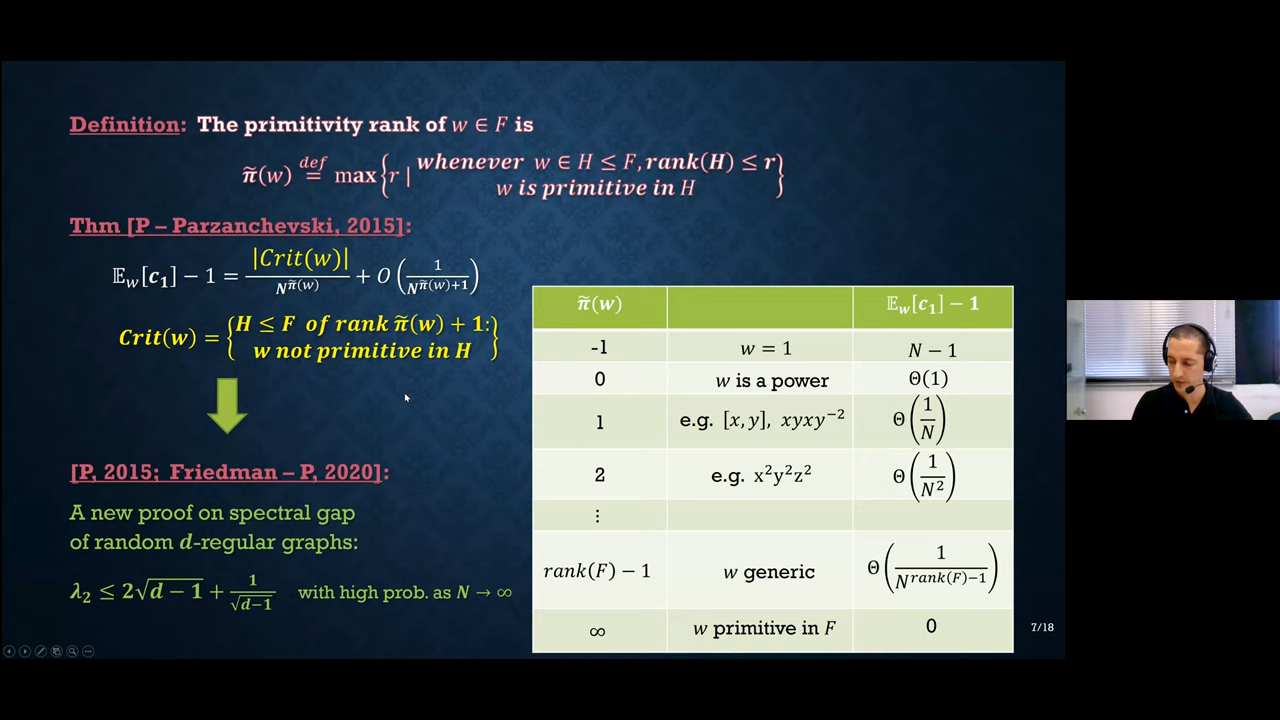 Definition: The primitivity rank of w ∈ F is
π̃(w) ≝ max{r | whenever w ∈ H ≤ F, rank(H) ≤ r
w is primitive in H}
Thm [P – Parzanchevski, 2015]:
𝔼_w[c₁] − 1 = |Crit(w)| / N^{π̃(w)} + O(1 / N^{π̃(w)+1})
Crit(w) = {H ≤ F of rank π̃(w) + 1:
w not primitive in H}
[P, 2015; Friedman – P, 2020]:
A new proof on spectral gap
of random d-regular graphs:
λ₂ ≤ 2√(d − 1) + 1/√(d−1) with high prob. as N → ∞
π̃(w) 𝔼_w[c₁] − 1
-1 w = 1 N − 1
0 w is a power Θ(1)
1 e.g. [x, y], xyxy⁻² Θ(1/N)
2 e.g. x²y²z² Θ(1/N²)
⋮
rank(F) − 1 w generic Θ(1/N^{rank(F)−1})
∞ w primitive in F 0
7/18